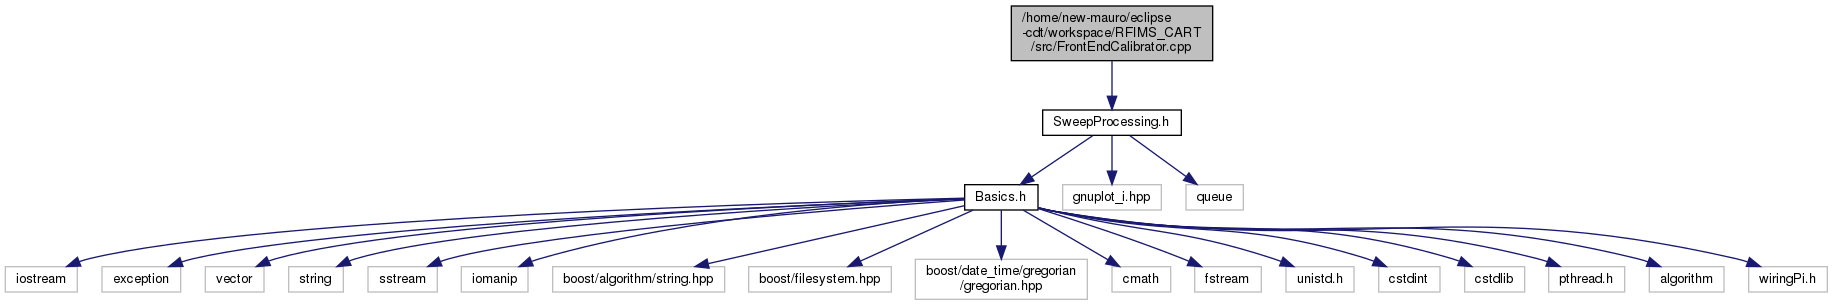 /home/new-mauro/eclipse
-cdt/workspace/RFIMS_CART
/src/FrontEndCalibrator.cpp
SweepProcessing.h
Basics.h
gnuplot_i.hpp
queue
iostream
exception
vector
string
sstream
iomanip
boost/algorithm/string.hpp
boost/filesystem.hpp
boost/date_time/gregorian
/gregorian.hpp
cmath
fstream
unistd.h
cstdint
cstdlib
pthread.h
algorithm
wiringPi.h